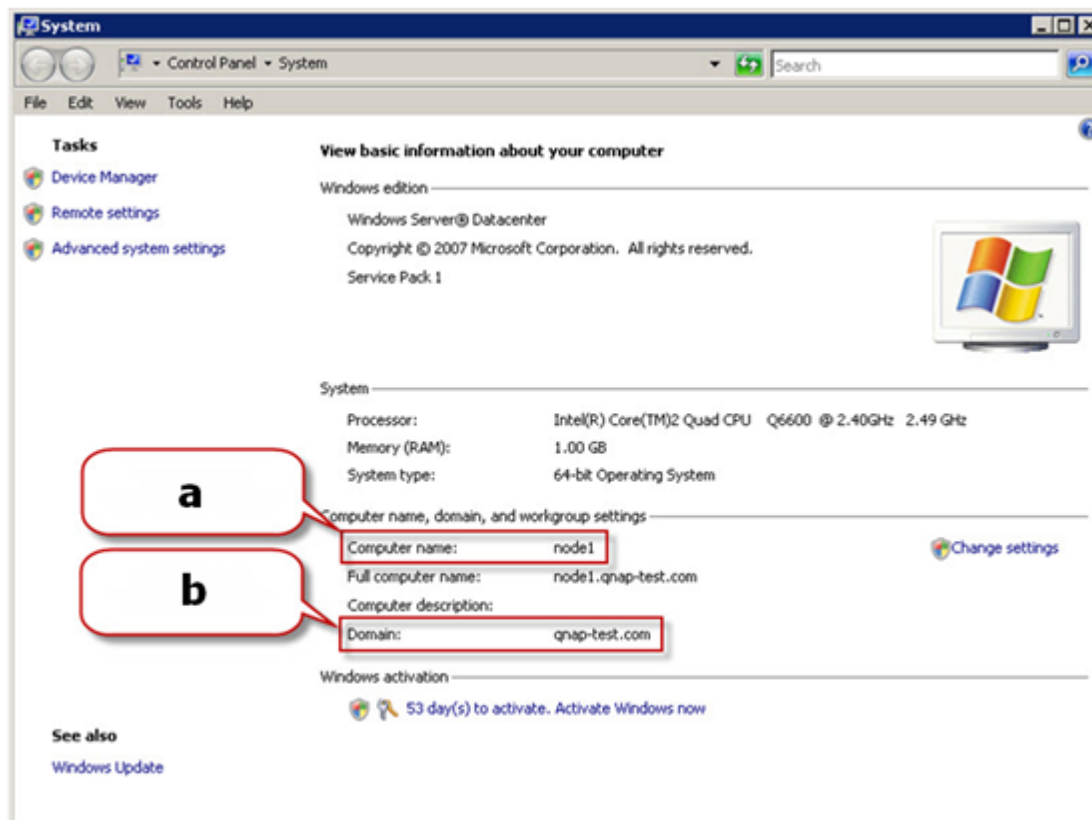 System
Control Panel System Search
File Edit View Tools Help
Tasks
Device Manager
Remote settings
Advanced system settings
View basic information about your computer
Windows edition
Windows Server® Datacenter
Copyright © 2007 Microsoft Corporation. All rights reserved.
Service Pack 1
System
Processor: Intel(R) Core(TM)2 Quad CPU Q6600 @ 2.40GHz 2.49 GHz
Memory (RAM): 1.00 GB
System type: 64-bit Operating System
a
Computer name, domain, and workgroup settings
Computer name: node1
Change settings
Full computer name: node1.qnap-test.com
b
Computer description:
Domain: qnap-test.com
Windows activation
53 day(s) to activate. Activate Windows now
See also
Windows Update